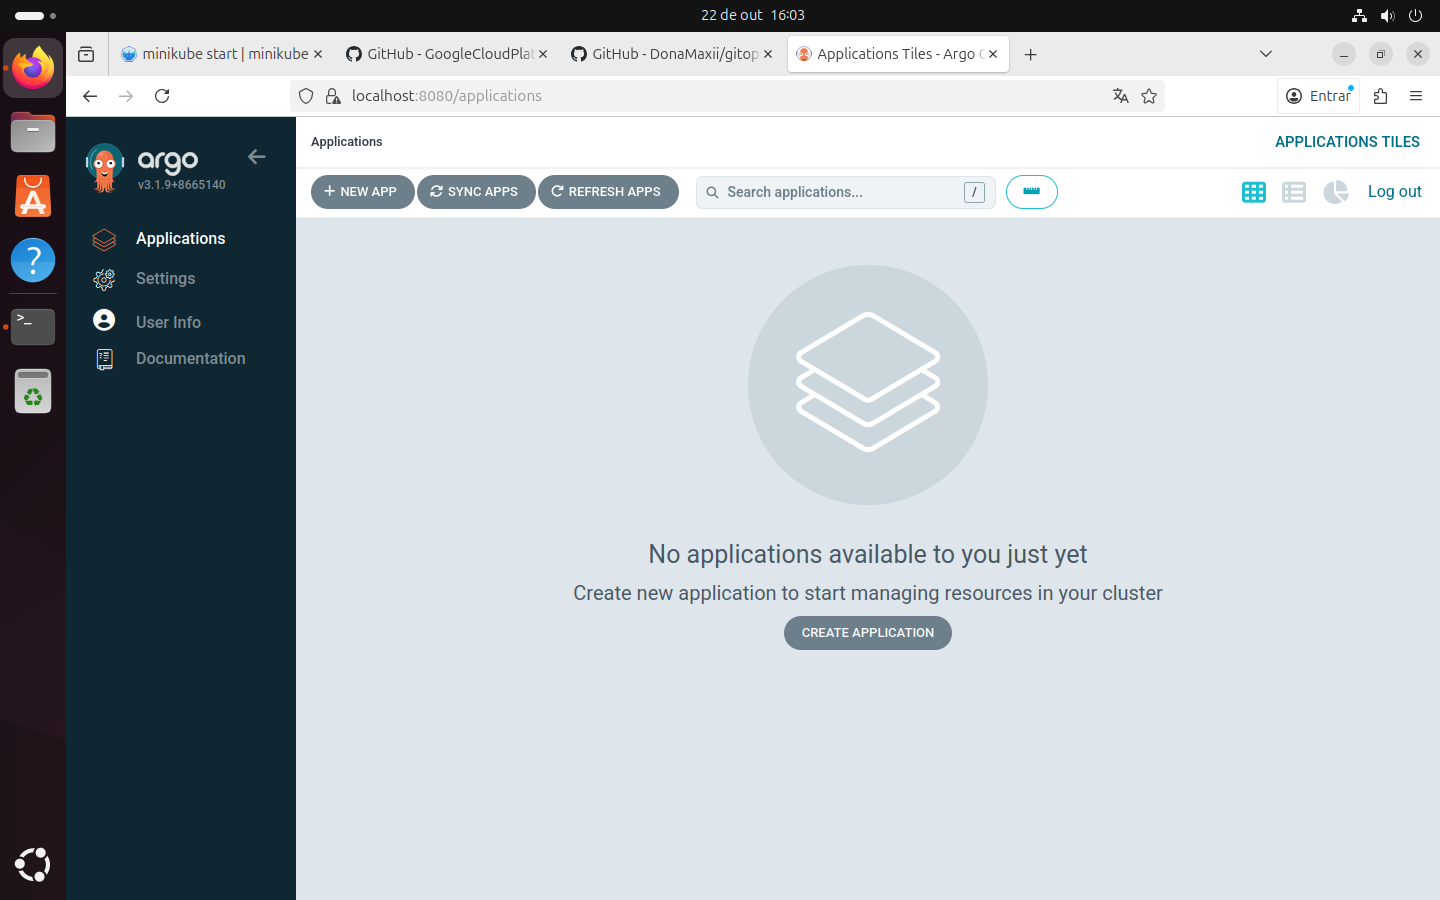 22 de out 16:03
minikube start | minikube
GitHub - GoogleCloudPlat
GitHub - DonaMaxii/gitop
Applications Tiles - Argo
localhost:8080/applications
Entrar
argo
v3.1.9+8665140
Applications
Settings
User Info
Documentation
Applications
APPLICATIONS TILES
NEW APP
SYNC APPS
REFRESH APPS
Search applications...
/
Log out
No applications available to you just yet
Create new application to start managing resources in your cluster
CREATE APPLICATION